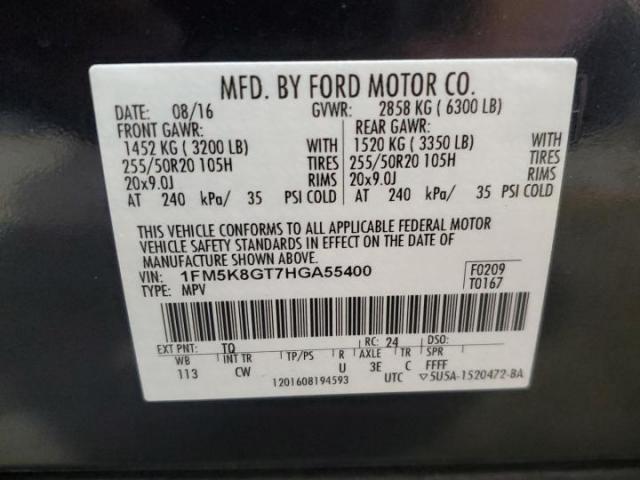 MFD. BY FORD MOTOR CO.
DATE: 08/16 GVWR: 2858 KG ( 6300 LB)
FRONT GAWR: REAR GAWR:
1452 KG ( 3200 LB) WITH 1520 KG ( 3350 LB) WITH
255/50R20 105H TIRES 255/50R20 105H TIRES
20x9.0J RIMS 20x9.0J RIMS
AT 240 kPa/ 35 PSI COLD AT 240 kPa/ 35 PSI COLD
THIS VEHICLE CONFORMS TO ALL APPLICABLE FEDERAL MOTOR
VEHICLE SAFETY STANDARDS IN EFFECT ON THE DATE OF
MANUFACTURE SHOWN ABOVE.
VIN: 1FM5K8GT7HGA55400 F0209
TYPE: MPV T0167
EXT PNT: TQ RC: 24 DSO:
WB INT TR TP/PS R AXLE TR SPR
113 CW U 3E C FFFF
1201608194593 UTC ▽5U5A-1520472-BA